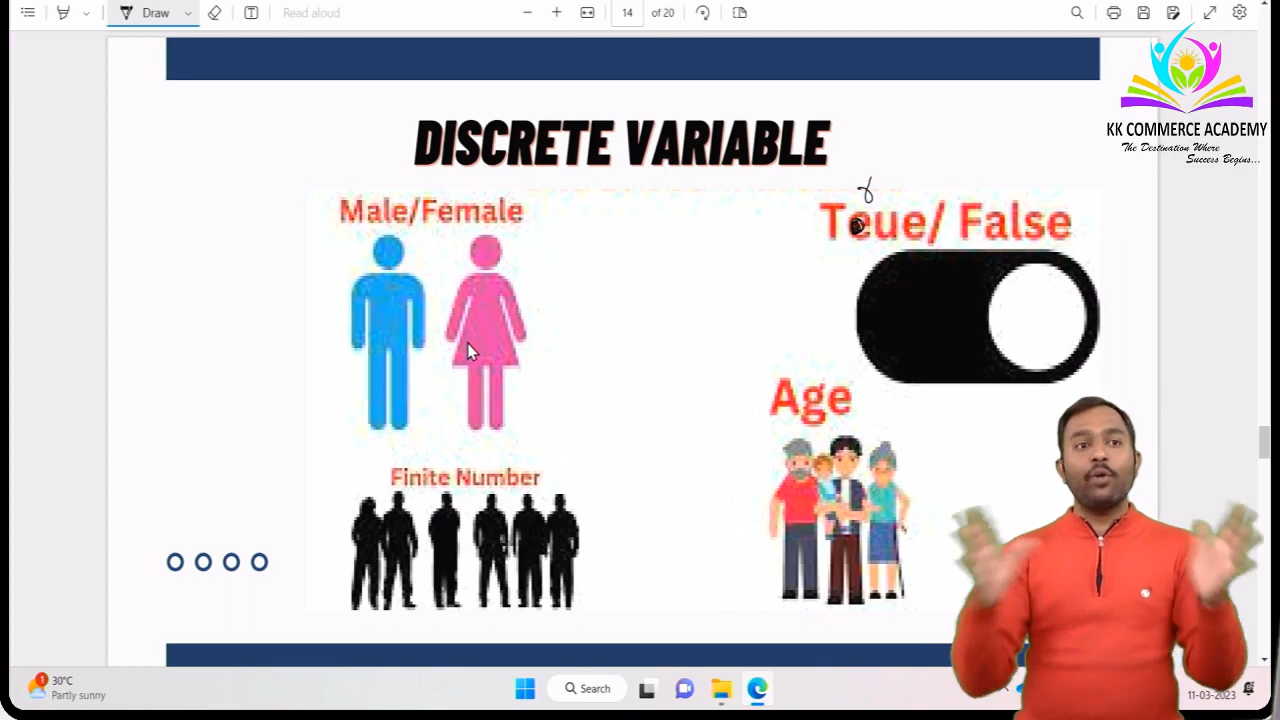 Draw
Read aloud
14 of 20
KK COMMERCE ACADEMY
The Destination Where
Success Begins...
DISCRETE VARIABLE
Male/Female
Teue/ False
Age
Finite Number
30°C
Partly sunny
1
Search
11-03-2023